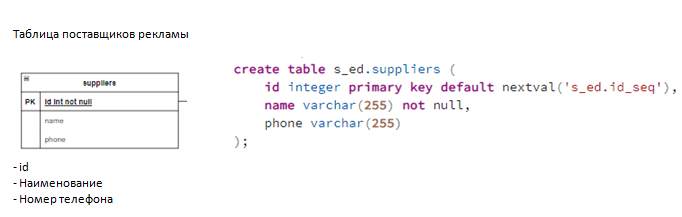 Таблица поставщиков рекламы
suppliers
PK
id int not null
name
phone
create table s_ed.suppliers (
id integer primary key default nextval('s_ed.id_seq'),
name varchar(255) not null,
phone varchar(255)
);
- id
- Наименование
- Номер телефона